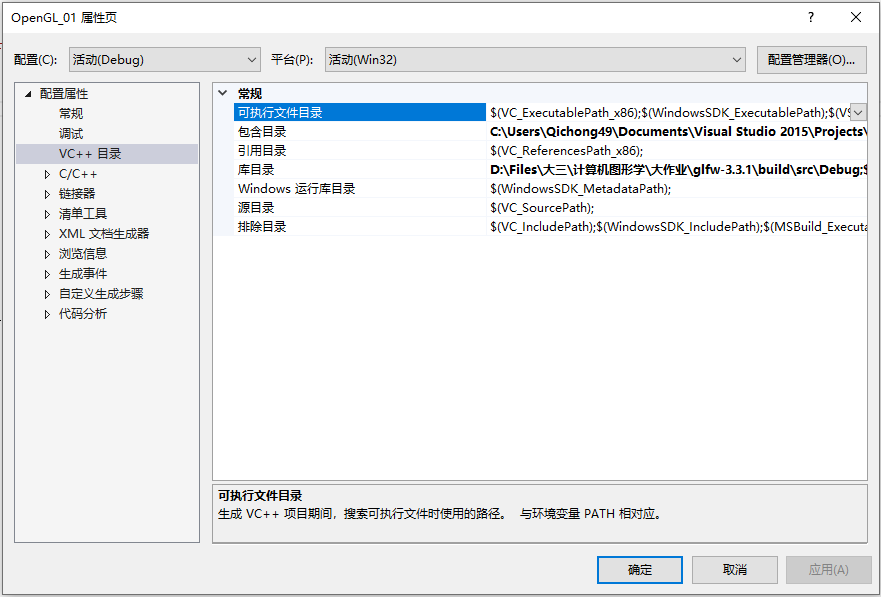 OpenGL_01 属性页
配置(C): 活动(Debug) 平台(P): 活动(Win32) 配置管理器(O)...
配置属性
常规
调试
VC++ 目录
C/C++
链接器
清单工具
XML 文档生成器
浏览信息
生成事件
自定义生成步骤
代码分析
常规
可执行文件目录 $(VC_ExecutablePath_x86);$(WindowsSDK_ExecutablePath);$(VS
包含目录 C:\Users\Qichong49\Documents\Visual Studio 2015\Projects\
引用目录 $(VC_ReferencesPath_x86);
库目录 D:\Files\大三\计算机图形学\大作业\glfw-3.3.1\build\src\Debug;$
Windows 运行库目录 $(WindowsSDK_MetadataPath);
源目录 $(VC_SourcePath);
排除目录 $(VC_IncludePath);$(WindowsSDK_IncludePath);$(MSBuild_Executa
可执行文件目录
生成 VC++ 项目期间，搜索可执行文件时使用的路径。 与环境变量 PATH 相对应。
确定 取消 应用(A)